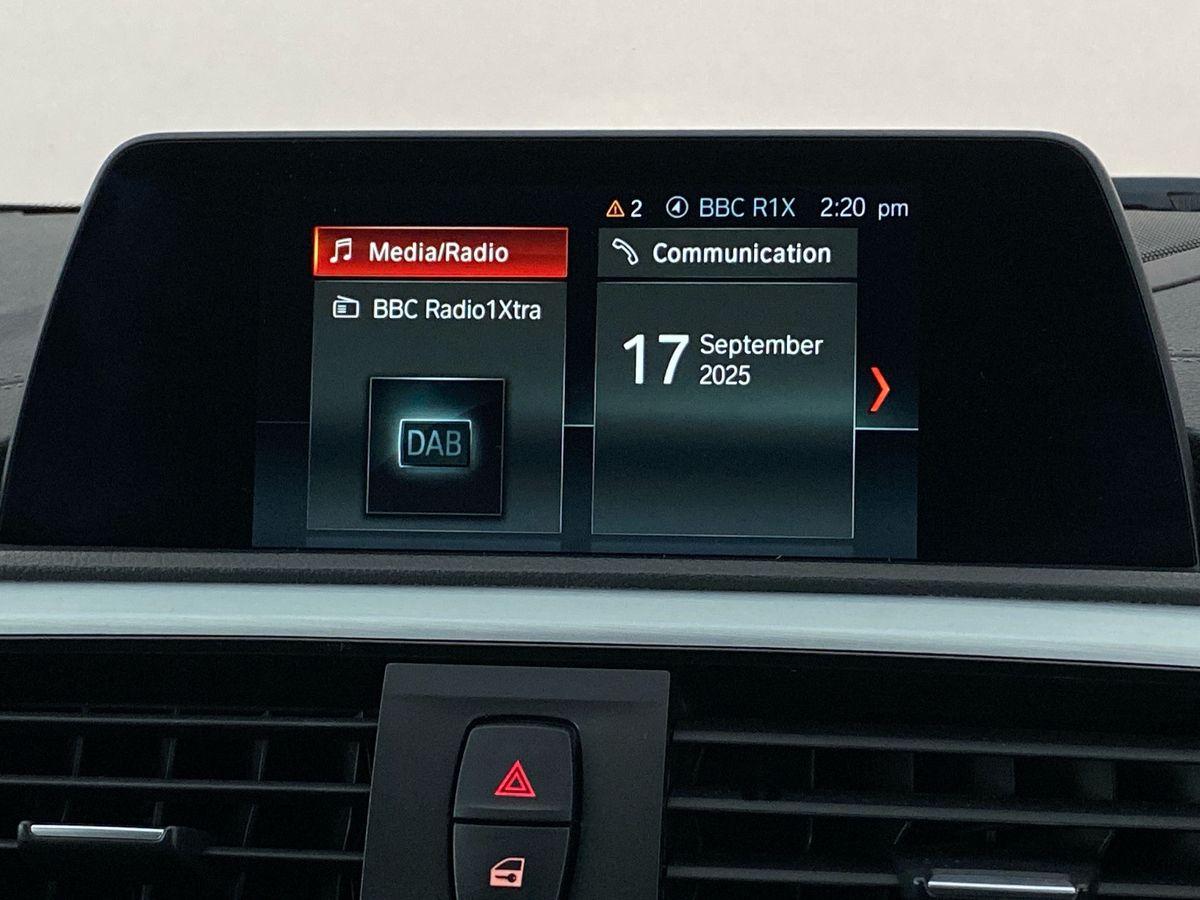 2 BBC R1X 2:20 pm
Media/Radio
Communication
BBC Radio1Xtra
17 September
2025
DAB